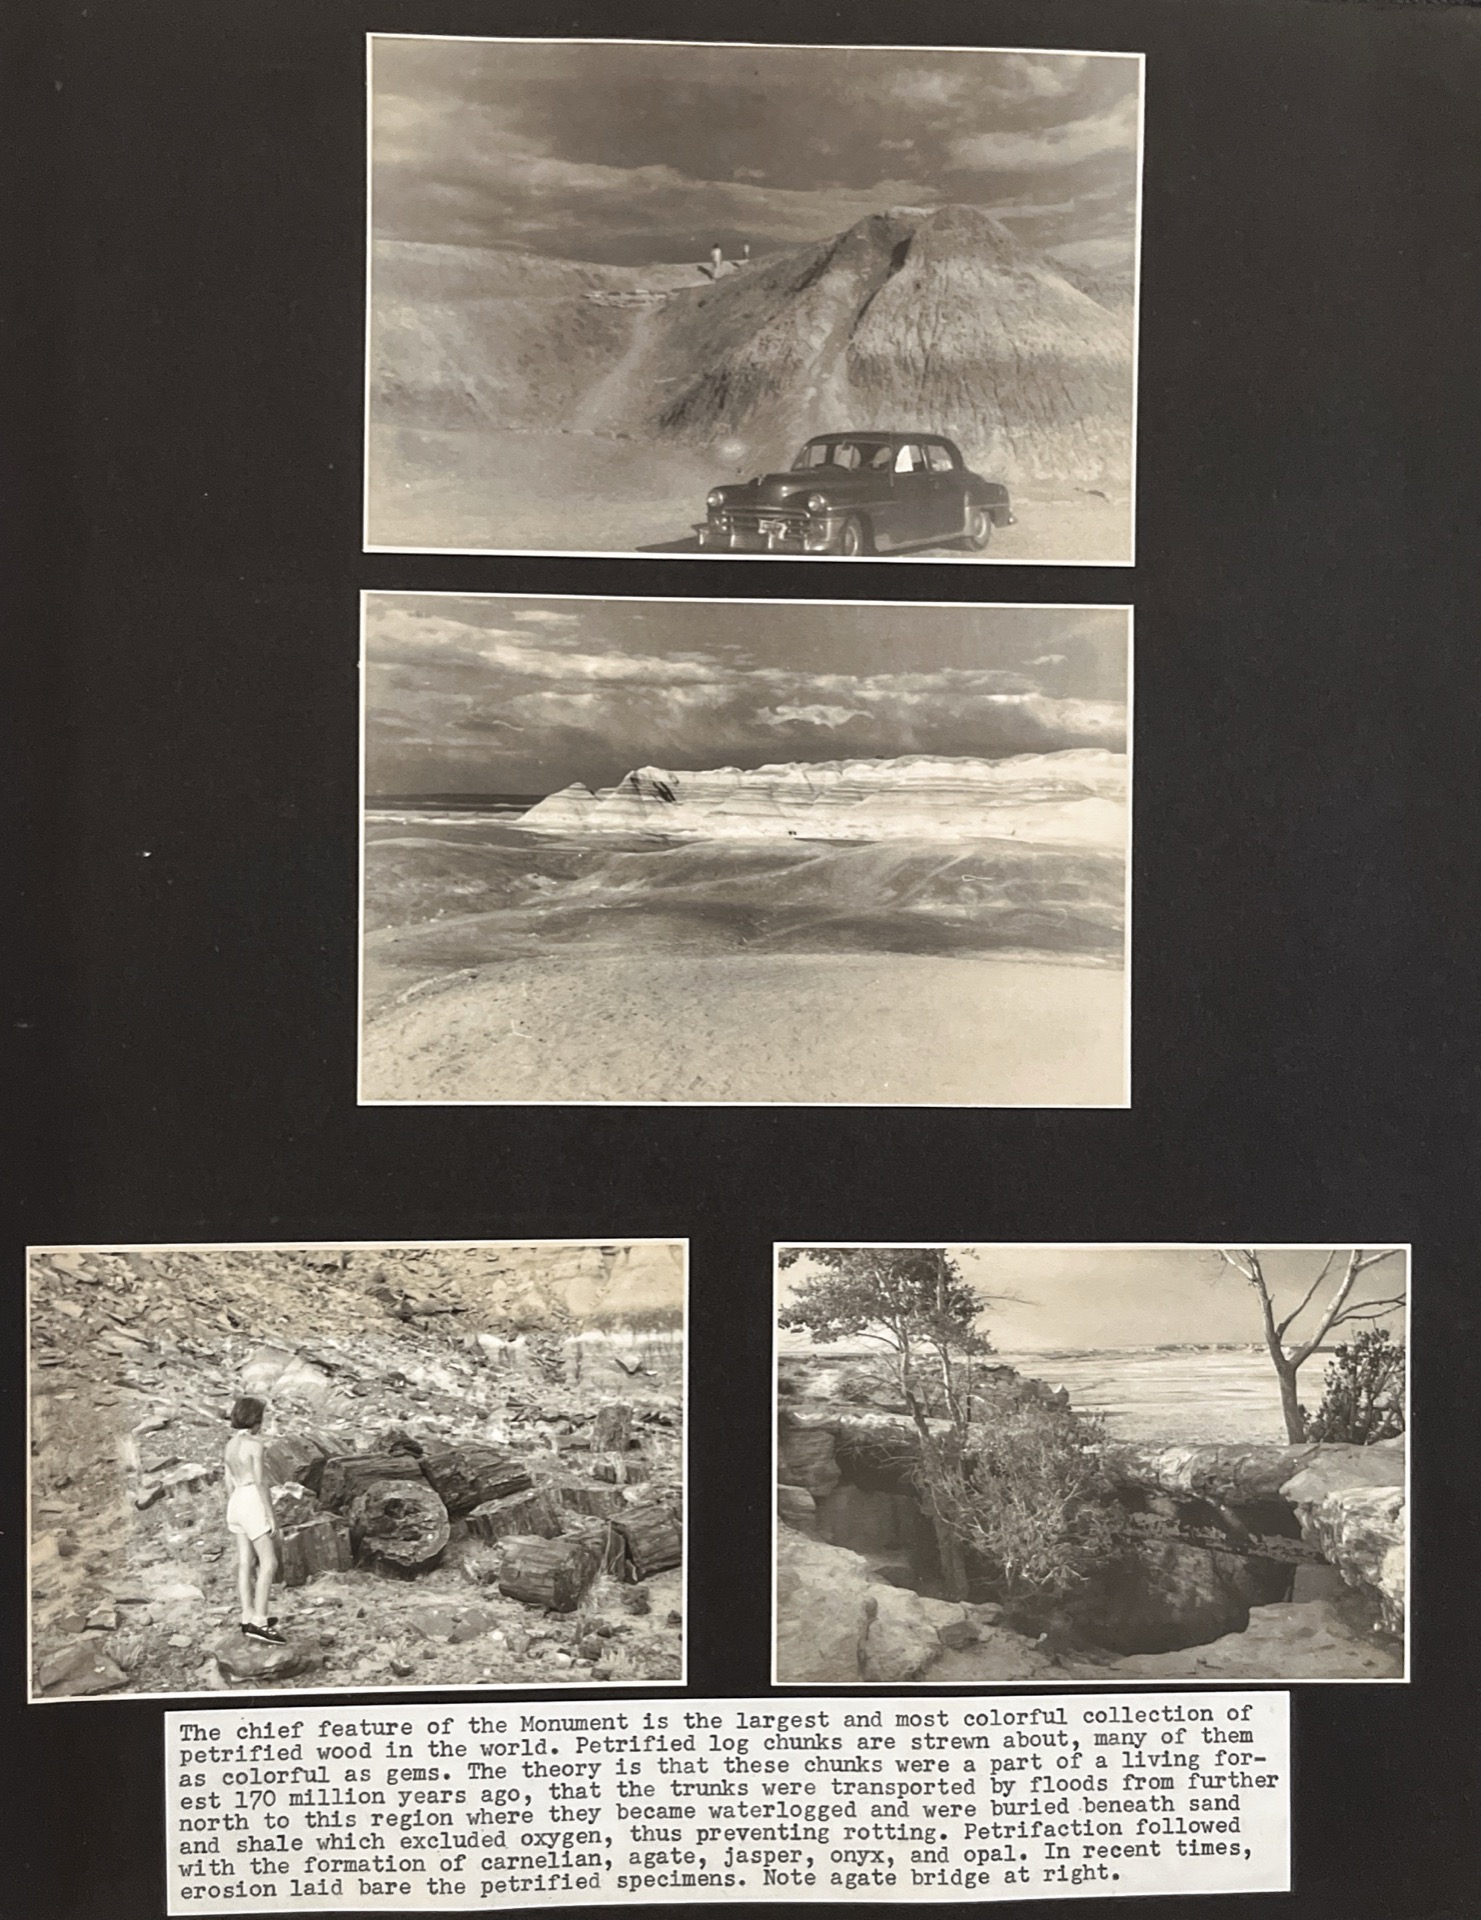 The chief feature of the Monument is the largest and most colorful collection of
petrified wood in the world. Petrified log chunks are strewn about, many of them
as colorful as gems. The theory is that these chunks were a part of a living for-
est 170 million years ago, that the trunks were transported by floods from further
north to this region where they became waterlogged and were buried beneath sand
and shale which excluded oxygen, thus preventing rotting. Petrifaction followed
with the formation of carnelian, agate, jasper, onyx, and opal. In recent times,
erosion laid bare the petrified specimens. Note agate bridge at right.